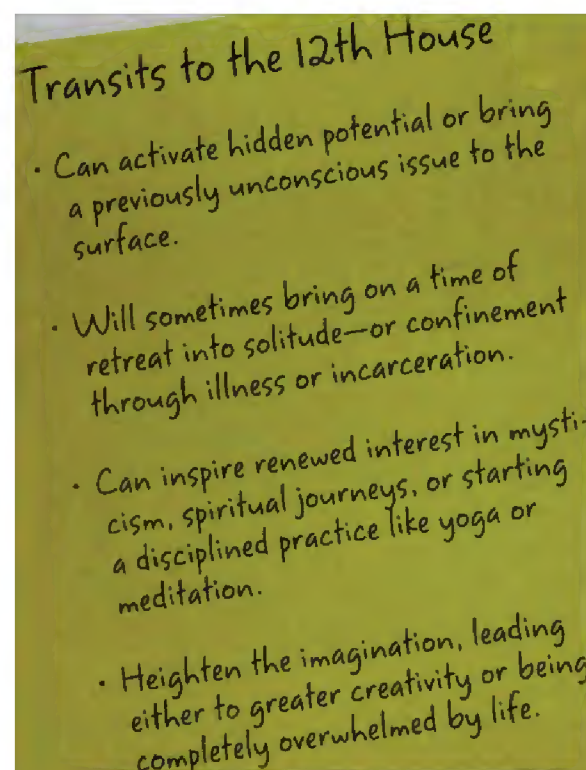 Transits to the 12th House
· Can activate hidden potential or bring
a previously unconscious issue to the
surface.
· Will sometimes bring on a time of
retreat into solitude—or confinement
through illness or incarceration.
· Can inspire renewed interest in mysti-
cism, spiritual journeys, or starting
a disciplined practice like yoga or
meditation.
· Heighten the imagination, leading
either to greater creativity or being
completely overwhelmed by life.